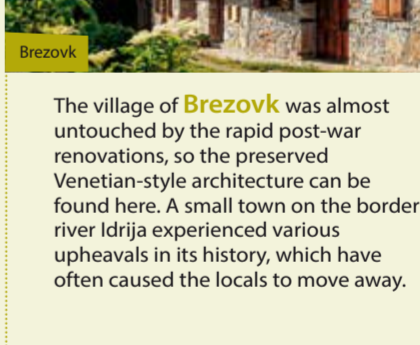 Brezovk
The village of Brezovk was almost
untouched by the rapid post-war
renovations, so the preserved
Venetian-style architecture can be
found here. A small town on the border
river Idrija experienced various
upheavals in its history, which have
often caused the locals to move away.